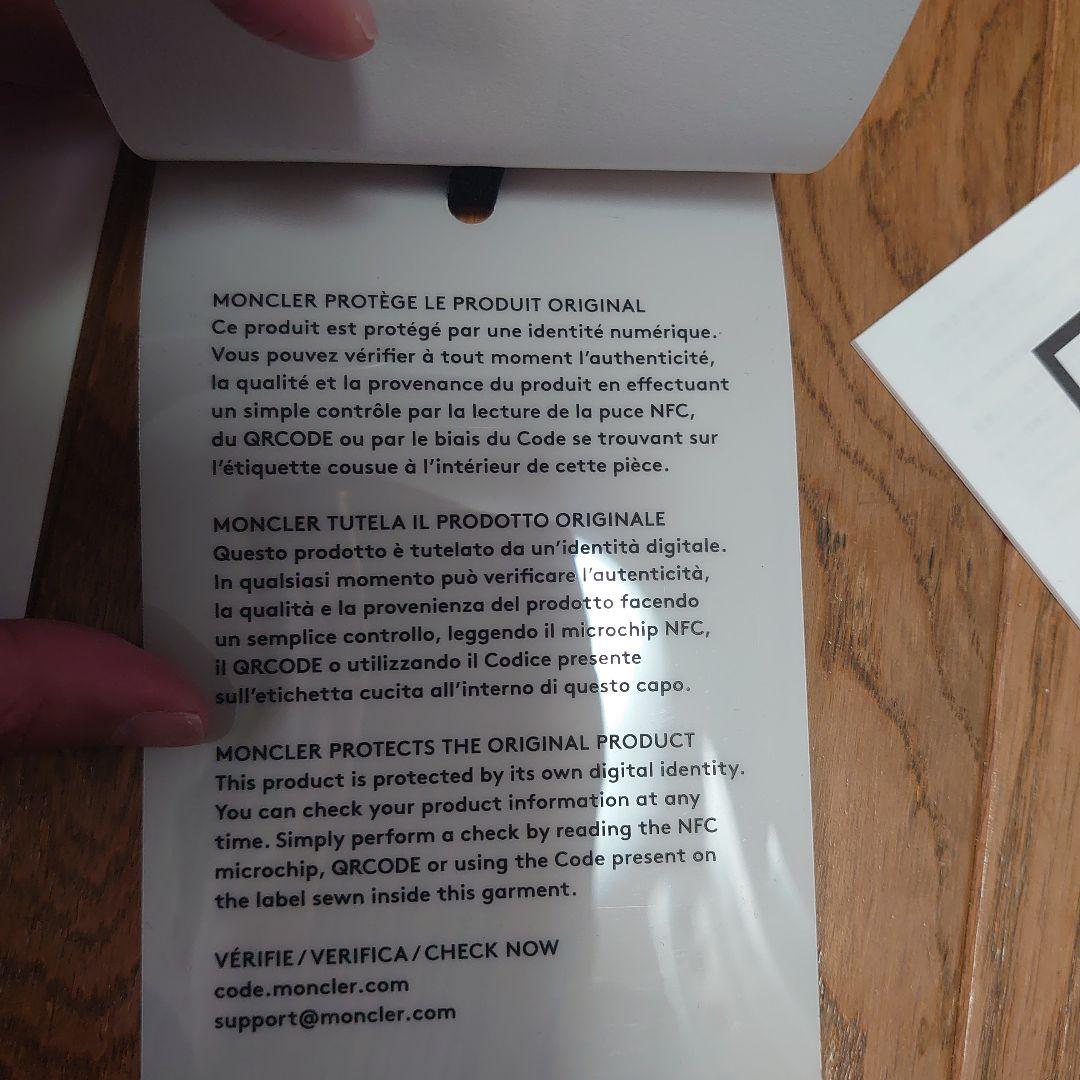 MONCLER PROTÈGE LE PRODUIT ORIGINAL
Ce produit est protégé par une identité numérique.
Vous pouvez vérifier à tout moment l'authenticité,
la qualité et la provenance du produit en effectuant
un simple contrôle par la lecture de la puce NFC,
du QRCODE ou par le biais du Code se trouvant sur
l'étiquette cousue à l'intérieur de cette pièce.
MONCLER TUTELA IL PRODOTTO ORIGINALE
Questo prodotto è tutelato da un'identità digitale.
In qualsiasi momento può verificare l'autenticità,
la qualità e la provenienza del prodotto facendo
un semplice controllo, leggendo il microchip NFC,
il QRCODE o utilizzando il Codice presente
sull'etichetta cucita all'interno di questo capo.
MONCLER PROTECTS THE ORIGINAL PRODUCT
This product is protected by its own digital identity.
You can check your product information at any
time. Simply perform a check by reading the NFC
microchip, QRCODE or using the Code present on
the label sewn inside this garment.
VÉRIFIE / VERIFICA / CHECK NOW
code.moncler.com
support@moncler.com